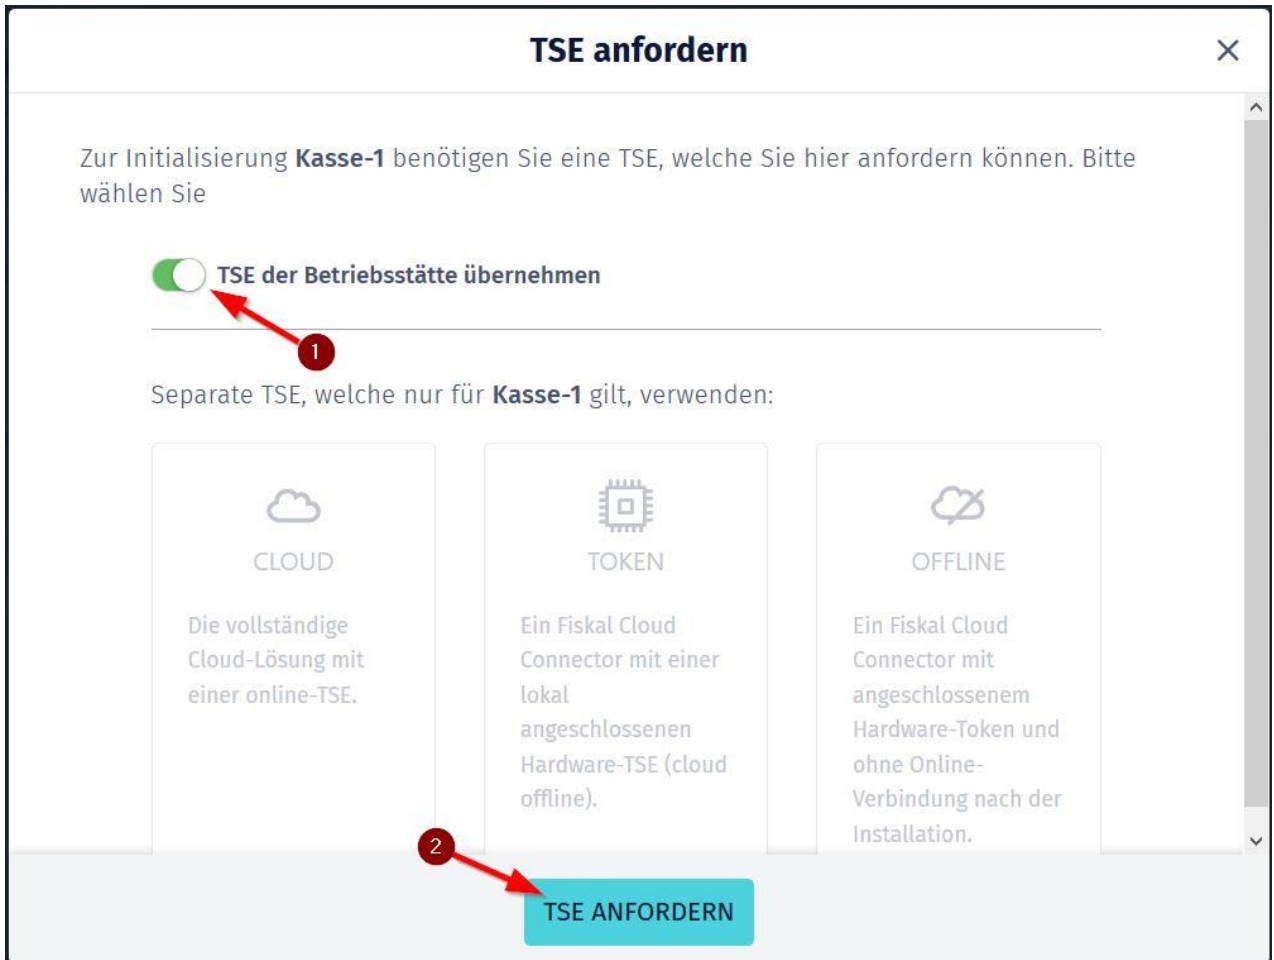 TSE anfordern
Zur Initialisierung Kasse-1 benötigen Sie eine TSE, welche Sie hier anfordern können. Bitte
wählen Sie
TSE der Betriebsstätte übernehmen
1
Separate TSE, welche nur für Kasse-1 gilt, verwenden:
CLOUD
Die vollständige
Cloud-Lösung mit
einer online-TSE.
TOKEN
Ein Fiskal Cloud
Connector mit einer
lokal
angeschlossenen
Hardware-TSE (cloud
offline).
OFFLINE
Ein Fiskal Cloud
Connector mit
angeschlossenem
Hardware-Token und
ohne Online-
Verbindung nach der
Installation.
2
TSE ANFORDERN